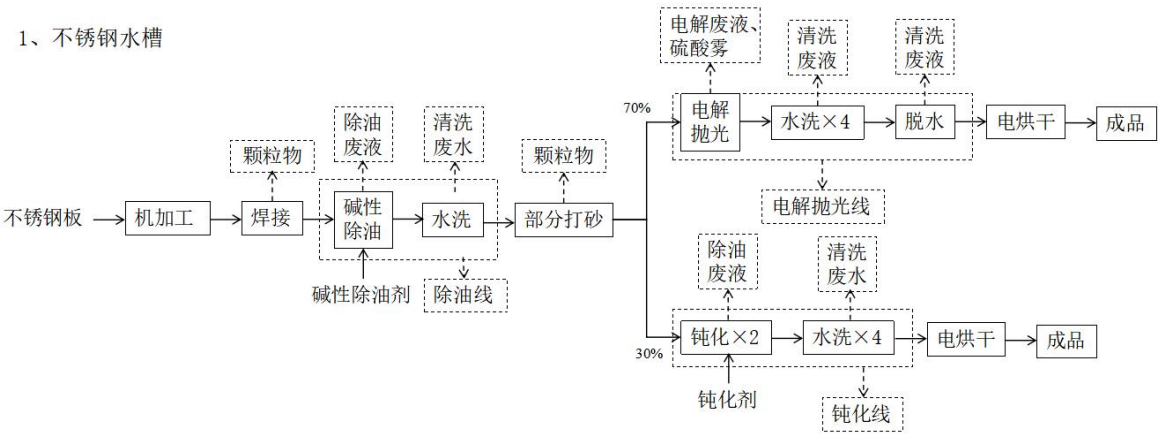 1、不锈钢水槽
电解废液、
硫酸雾
清洗
废液
清洗
废液
70%
电解
抛光
水洗×4
脱水
电烘干
成品
电解抛光线
颗粒物
除油
废液
清洗
废水
颗粒物
不锈钢板
机加工
焊接
碱性
除油
水洗
部分打砂
碱性除油剂
除油线
除油
废液
清洗
废水
30%
钝化×2
水洗×4
电烘干
成品
钝化剂
钝化线